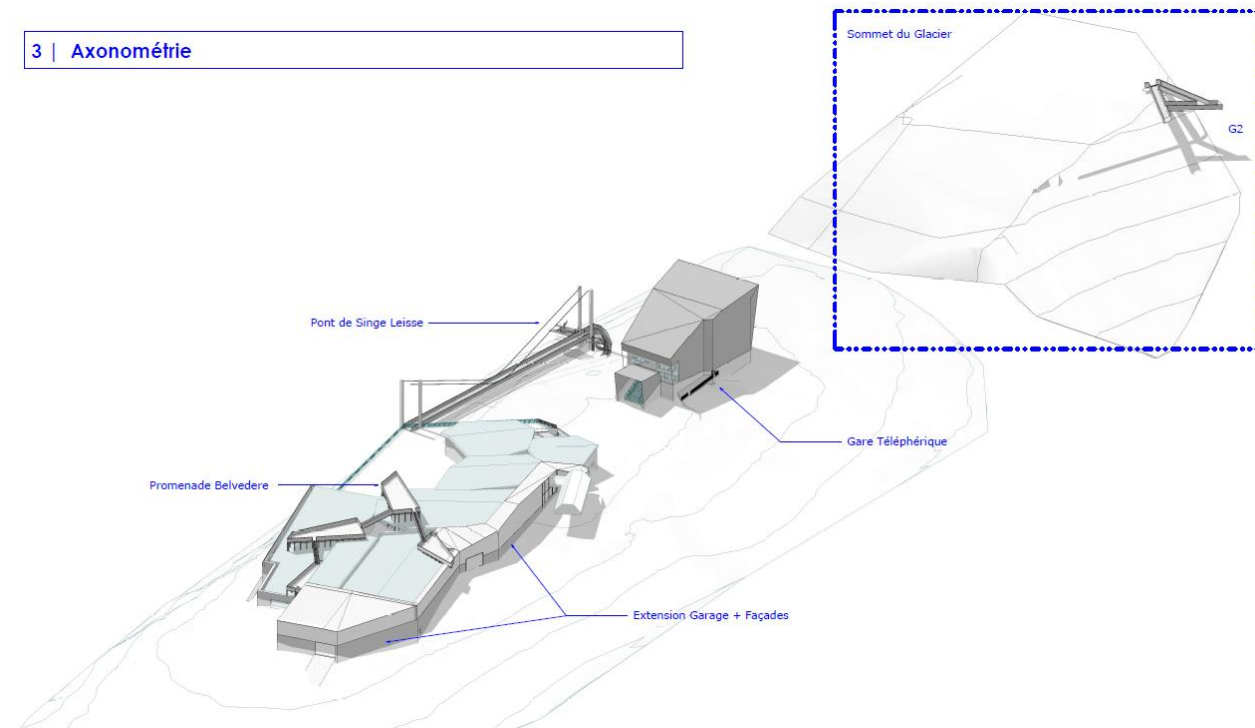 3 | Axonométrie
Sommet du Glacier
G2
Pont de Singe Leisse
Gare Téléphérique
Promenade Belvedere
Extension Garage + Façades